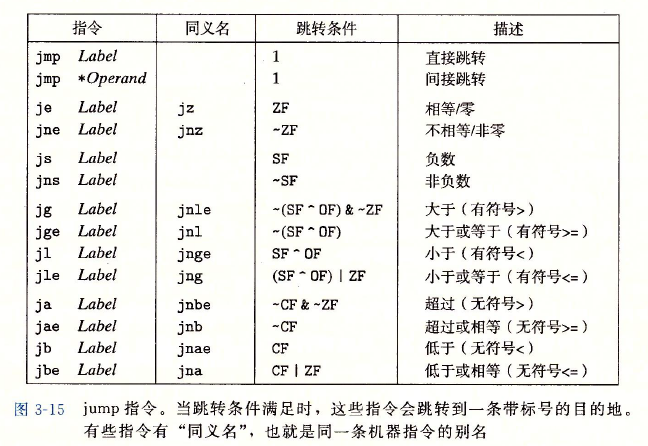 指令 同义名 跳转条件 描述
jmp Label 1 直接跳转
jmp *Operand 1 间接跳转
je Label jz ZF 相等/零
jne Label jnz ~ZF 不相等/非零
js Label SF 负数
jns Label ~SF 非负数
jg Label jnle ~(SF ^ OF) & ~ZF 大于（有符号>）
jge Label jnl ~(SF ^ OF) 大于或等于（有符号>=）
jl Label jnge SF ^ OF 小于（有符号<）
jle Label jng (SF ^ OF) | ZF 小于或等于（有符号<=）
ja Label jnbe ~CF & ~ZF 超过（无符号>）
jae Label jnb ~CF 超过或相等（无符号>=）
jb Label jnae CF 低于（无符号<）
jbe Label jna CF | ZF 低于或相等（无符号<=）
图 3-15 jump 指令。当跳转条件满足时，这些指令会跳转到一条带标号的目的地。
有些指令有“同义名”，也就是同一条机器指令的别名